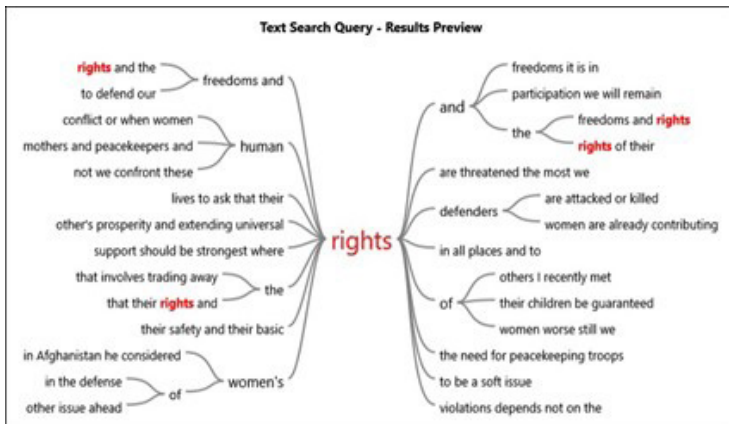 Text Search Query - Results Preview
rights and the
to defend our
freedoms and
conflict or when women
mothers and peacekeepers and
not we confront these
human
lives to ask that their
other's prosperity and extending universal
support should be strongest where
that involves trading away
that their rights and
the
their safety and their basic
in Afghanistan he considered
in the defense
other issue ahead
of
women's
rights
and
freedoms it is in
participation we will remain
the
freedoms and rights
rights of their
are threatened the most we
defenders
are attacked or killed
women are already contributing
in all places and to
of
others I recently met
their children be guaranteed
women worse still we
the need for peacekeeping troops
to be a soft issue
violations depends not on the